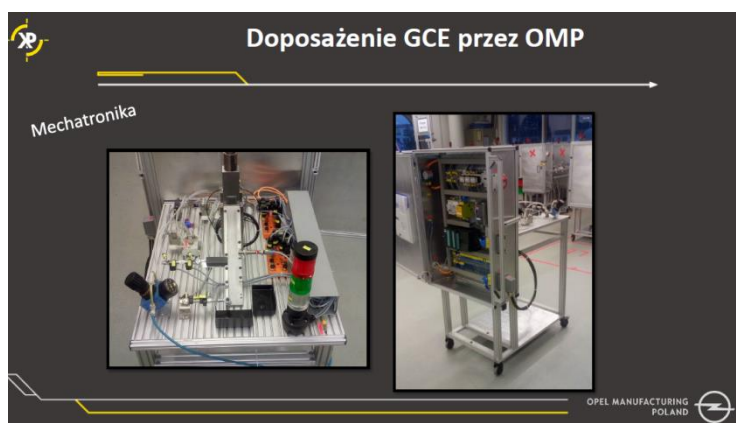 Doposażenie GCE przez OMP
Mechatronika
OPEL MANUFACTURING
POLAND